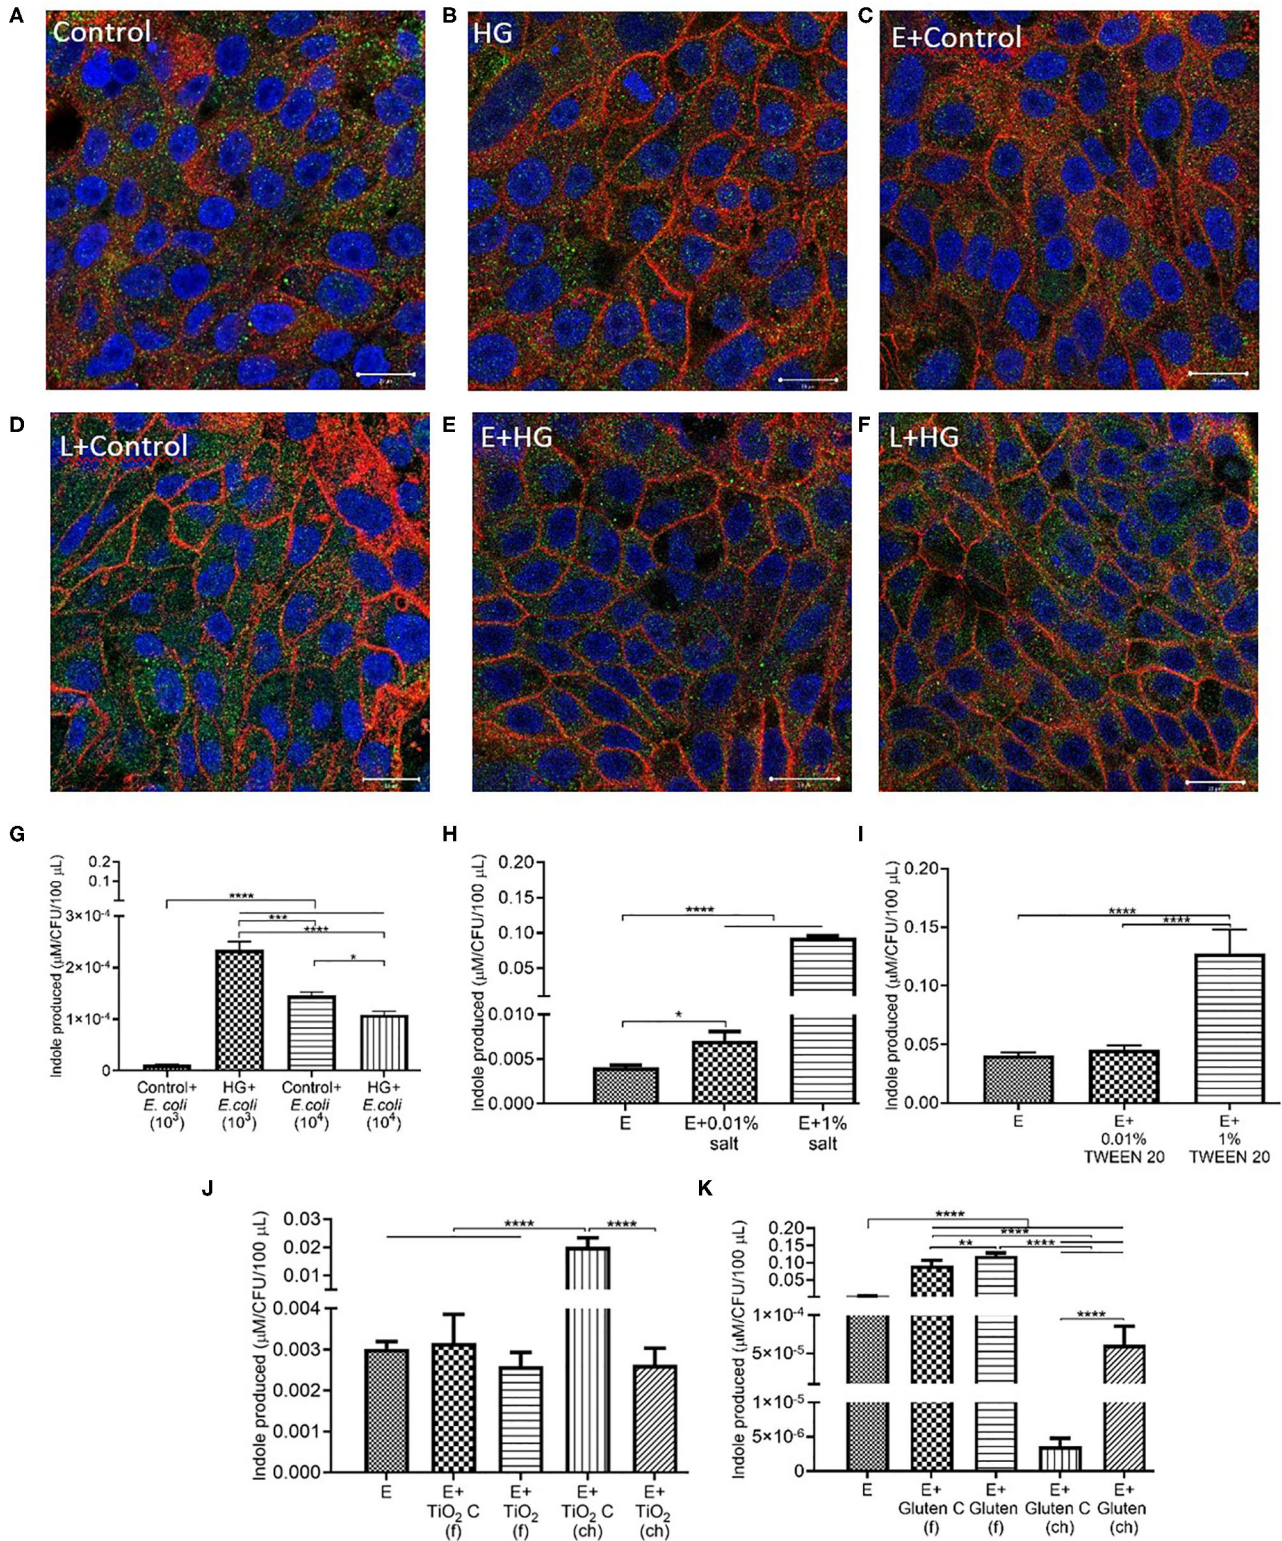 A
Control
B
HG
C
E+Control
D
L+Control
E
E+HG
F
L+HG
G
Indole produced (µM/CFU/100 µL)
0.2
0.1
3×10⁻⁴
2×10⁻⁴
1×10⁻⁴
0
****
***
****
*
Control+ HG+ Control+ HG+
E. coli E.coli E.coli E.coli
(10³) (10³) (10⁴) (10⁴)
H
Indole produced (µM/CFU/100 µL)
0.20
0.15
0.10
0.05
0.010
0.005
0.000
****
*
E E+0.01% E+1%
salt salt
I
Indole produced (µM/CFU/100 µL)
0.20
0.15
0.10
0.05
0.00
****
****
E E+ E+
0.01% 1%
TWEEN 20 TWEEN 20
J
Indole produced (µM/CFU/100 µL)
0.03
0.02
0.01
0.004
0.003
0.002
0.001
0.000
**** ****
E E+ E+ E+ E+
TiO₂ C TiO₂ TiO₂ C TiO₂
(f) (f) (ch) (ch)
K
Indole produced (µM/CFU/100 µL)
0.20
0.15
0.10
0.05
1×10⁻⁴
5×10⁻⁵
1×10⁻⁵
5×10⁻⁶
0
****
****
** ****
****
E E+ E+ E+ E+
Gluten C Gluten Gluten C Gluten
(f) (f) (ch) (ch)